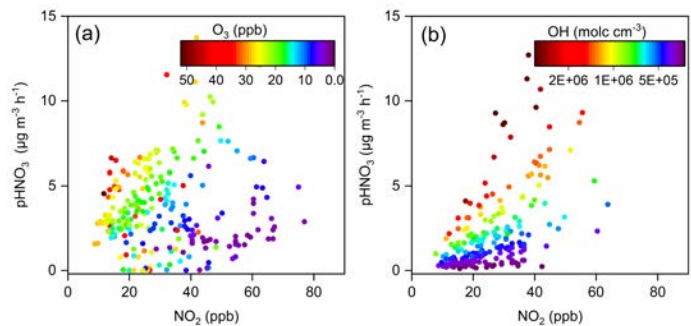 (a)
O₃ (ppb)
50 40 30 20 10 0.0
15
10
5
0
pHNO₃ (μg m⁻³ h⁻¹)
0 20 40 60 80
NO₂ (ppb)
(b)
OH (molc cm⁻³)
2E+06 1E+06 5E+05
15
10
5
0
pHNO₃ (μg m⁻³ h⁻¹)
0 20 40 60 80
NO₂ (ppb)